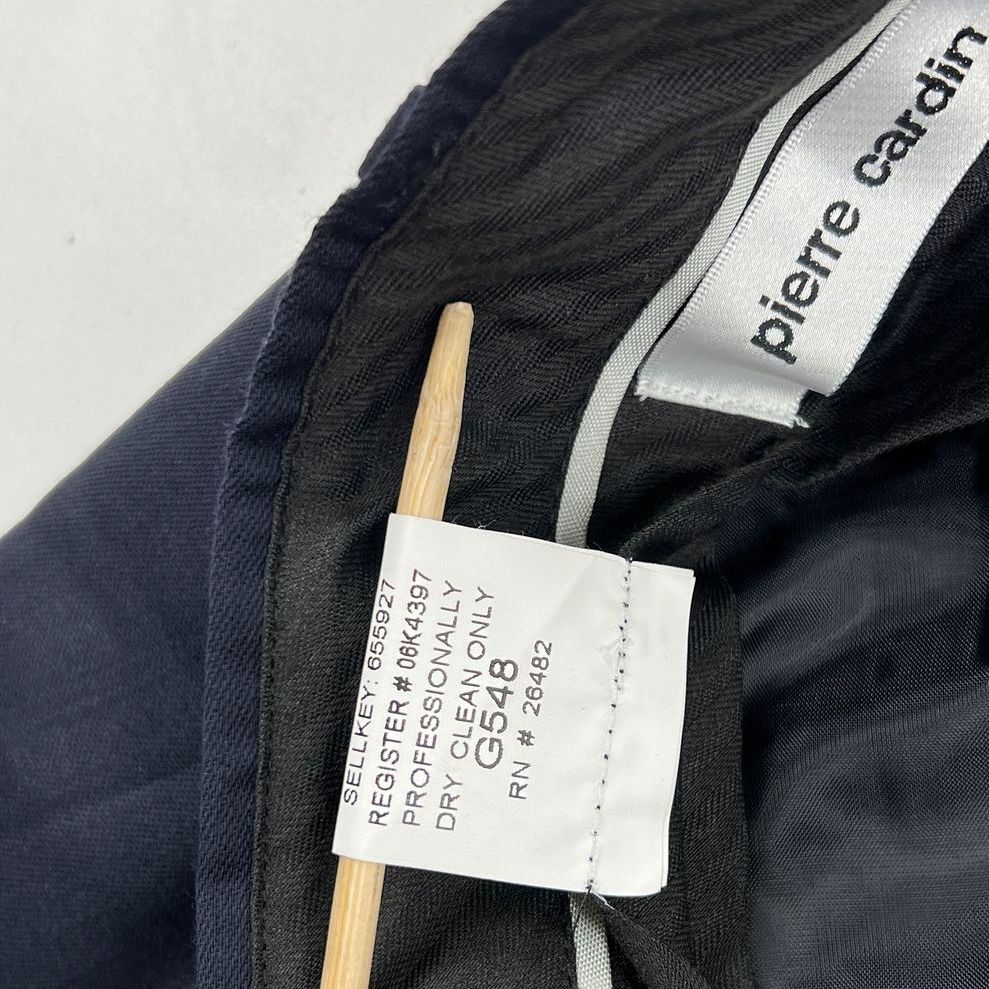 pierre cardin
SELLKEY: 655927
REGISTER # 06K4397
PROFESSIONALLY
DRY CLEAN ONLY
G548
RN # 26482